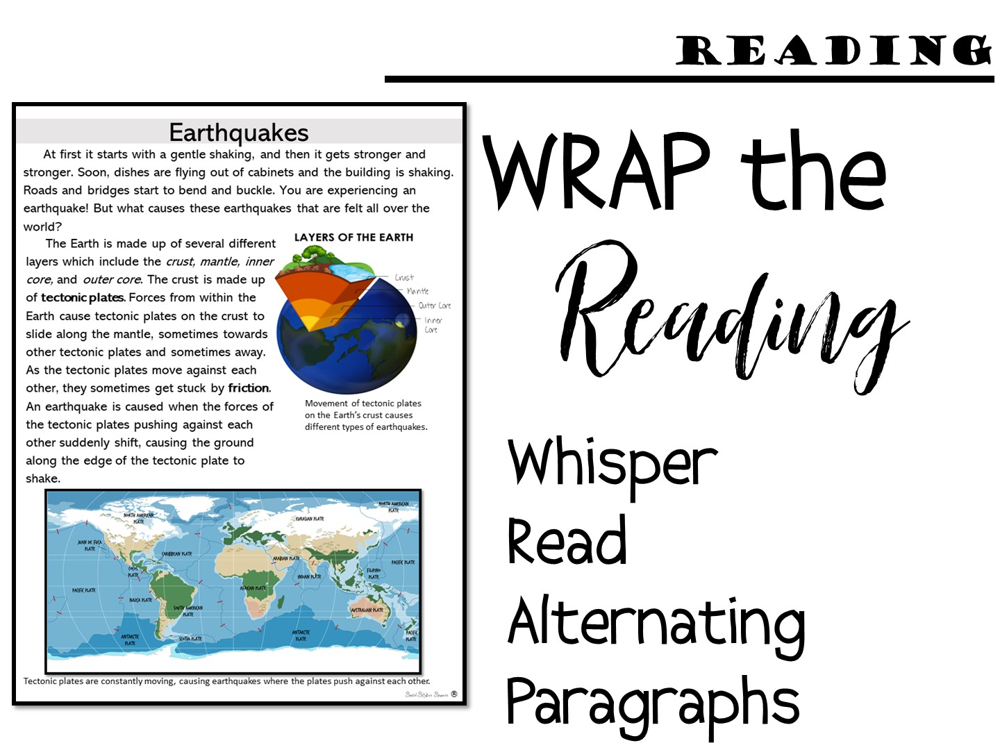 READING
Earthquakes
At first it starts with a gentle shaking, and then it gets stronger and
stronger. Soon, dishes are flying out of cabinets and the building is shaking.
Roads and bridges start to bend and buckle. You are experiencing an
earthquake! But what causes these earthquakes that are felt all over the
world?
The Earth is made up of several different
layers which include the crust, mantle, inner
core, and outer core. The crust is made up
of tectonic plates. Forces from within the
Earth cause tectonic plates on the crust to
slide along the mantle, sometimes towards
other tectonic plates and sometimes away.
As the tectonic plates move against each
other, they sometimes get stuck by friction.
An earthquake is caused when the forces of
the tectonic plates pushing against each
other suddenly shift, causing the ground
along the edge of the tectonic plate to
shake.
LAYERS OF THE EARTH
Crust
Mantle
Outer Core
Inner
Core
Movement of tectonic plates
on the Earth's crust causes
different types of earthquakes.
NORTH AMERICAN
PLATE
NORTH AMERICAN
PLATE
EURASIAN PLATE
JUAN DE FUCA
PLATE
CARIBBEAN PLATE
ARABIAN PLATE
PACIFIC PLATE
COCOS
PLATE
INDIAN PLATE
FILIPINO
PLATE
PACIFIC PLATE
AFRICAN PLATE
NAZCA PLATE
SOUTH AMERICAN
PLATE
AUSTRALIAN PLATE
ANTARCTIC
PLATE
SCOTIA PLATE
ANTARCTIC
PLATE
PACIFIC
PLATE
Tectonic plates are constantly moving, causing earthquakes where the plates push against each other.
®
WRAP the
Reading
Whisper
Read
Alternating
Paragraphs